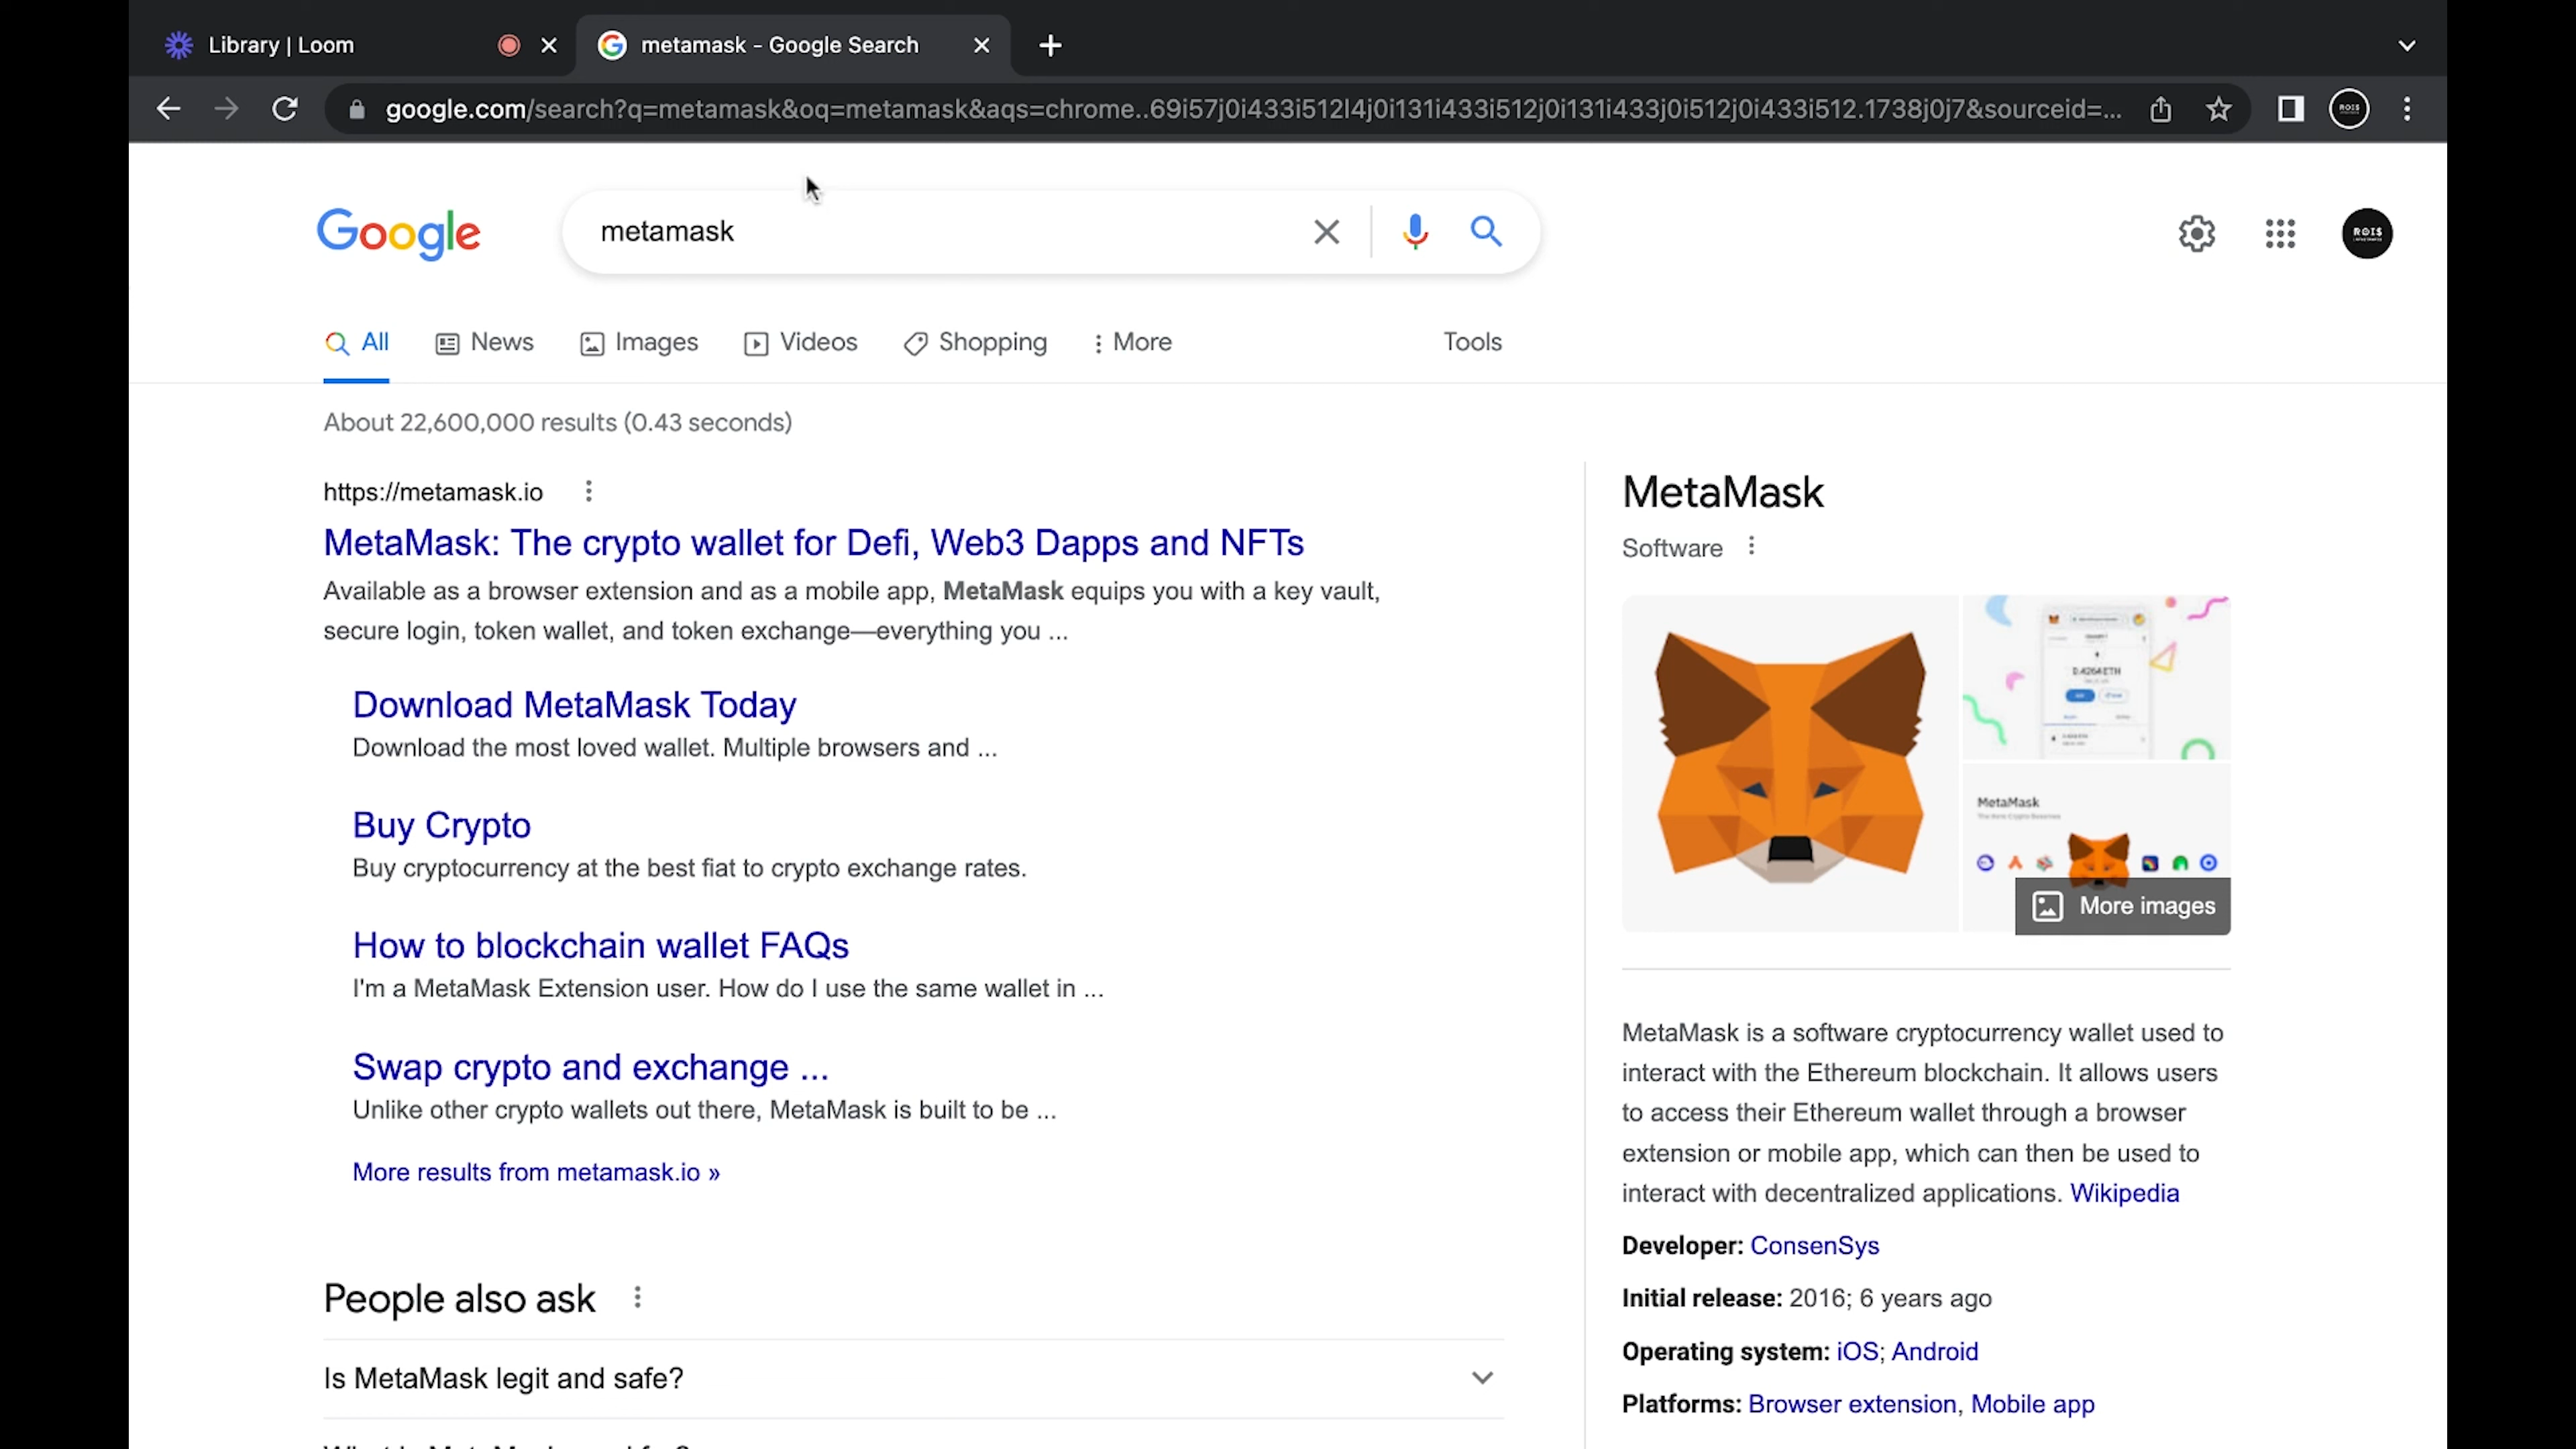 Library | Loom
metamask - Google Search
google.com/search?q=metamask&oq=metamask&aqs=chrome..69i57j0i433i512l4j0i131i433i512j0i131i433j0i512j0i433i512.1738j0j7&sourceid=...
Google
metamask
ROI$
All
News
Images
Videos
Shopping
More
Tools
About 22,600,000 results (0.43 seconds)
https://metamask.io
MetaMask: The crypto wallet for Defi, Web3 Dapps and NFTs
Available as a browser extension and as a mobile app, MetaMask equips you with a key vault,
secure login, token wallet, and token exchange—everything you ...
Download MetaMask Today
Download the most loved wallet. Multiple browsers and ...
Buy Crypto
Buy cryptocurrency at the best fiat to crypto exchange rates.
How to blockchain wallet FAQs
I'm a MetaMask Extension user. How do I use the same wallet in ...
Swap crypto and exchange ...
Unlike other crypto wallets out there, MetaMask is built to be ...
More results from metamask.io »
People also ask
Is MetaMask legit and safe?
MetaMask
Software
0.4264 ETH
MetaMask
More images
MetaMask is a software cryptocurrency wallet used to
interact with the Ethereum blockchain. It allows users
to access their Ethereum wallet through a browser
extension or mobile app, which can then be used to
interact with decentralized applications. Wikipedia
Developer: ConsenSys
Initial release: 2016; 6 years ago
Operating system: iOS; Android
Platforms: Browser extension, Mobile app